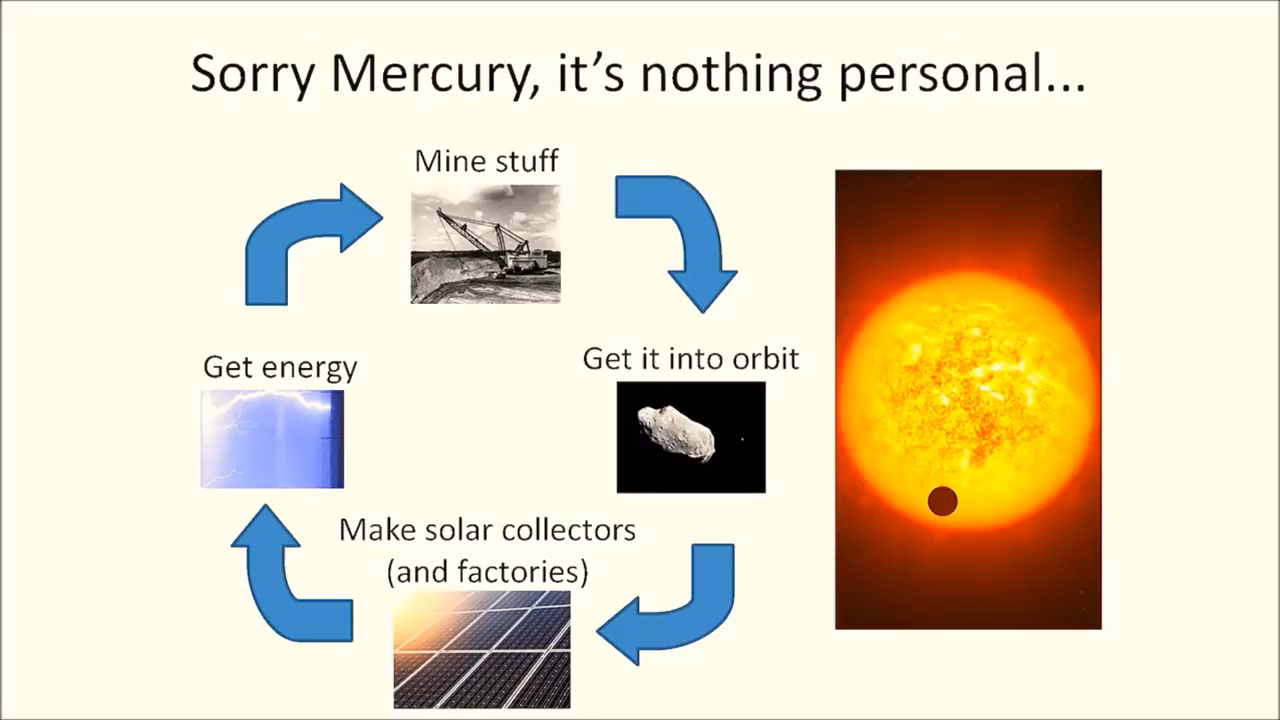 Sorry Mercury, it’s nothing personal...
Mine stuff
Get it into orbit
Make solar collectors
(and factories)
Get energy